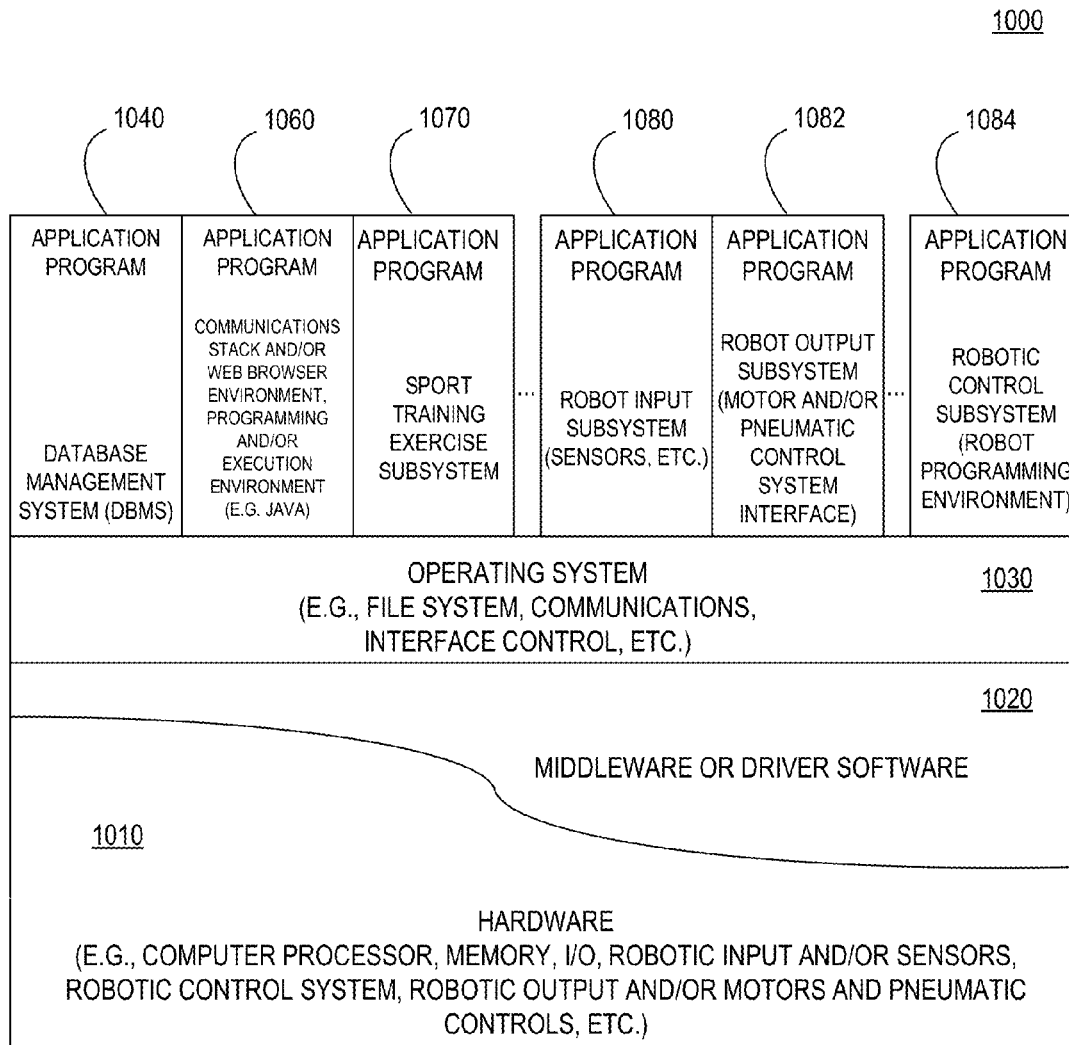 1000
1040
1060
1070
1080
1082
1084
APPLICATION
PROGRAM
DATABASE
MANAGEMENT
SYSTEM (DBMS)
APPLICATION
PROGRAM
COMMUNICATIONS
STACK AND/OR
WEB BROWSER
ENVIRONMENT,
PROGRAMMING
AND/OR
EXECUTION
ENVIRONMENT
(E.G. JAVA)
APPLICATION
PROGRAM
SPORT
TRAINING
EXERCISE
SUBSYSTEM
...
APPLICATION
PROGRAM
ROBOT INPUT
SUBSYSTEM
(SENSORS, ETC.)
APPLICATION
PROGRAM
ROBOT OUTPUT
SUBSYSTEM
(MOTOR AND/OR
PNEUMATIC
CONTROL
SYSTEM
INTERFACE)
...
APPLICATION
PROGRAM
ROBOTIC
CONTROL
SUBSYSTEM
(ROBOT
PROGRAMMING
ENVIRONMENT)
OPERATING SYSTEM
(E.G., FILE SYSTEM, COMMUNICATIONS,
INTERFACE CONTROL, ETC.)
1030
1020
MIDDLEWARE OR DRIVER SOFTWARE
1010
HARDWARE
(E.G., COMPUTER PROCESSOR, MEMORY, I/O, ROBOTIC INPUT AND/OR SENSORS,
ROBOTIC CONTROL SYSTEM, ROBOTIC OUTPUT AND/OR MOTORS AND PNEUMATIC
CONTROLS, ETC.)